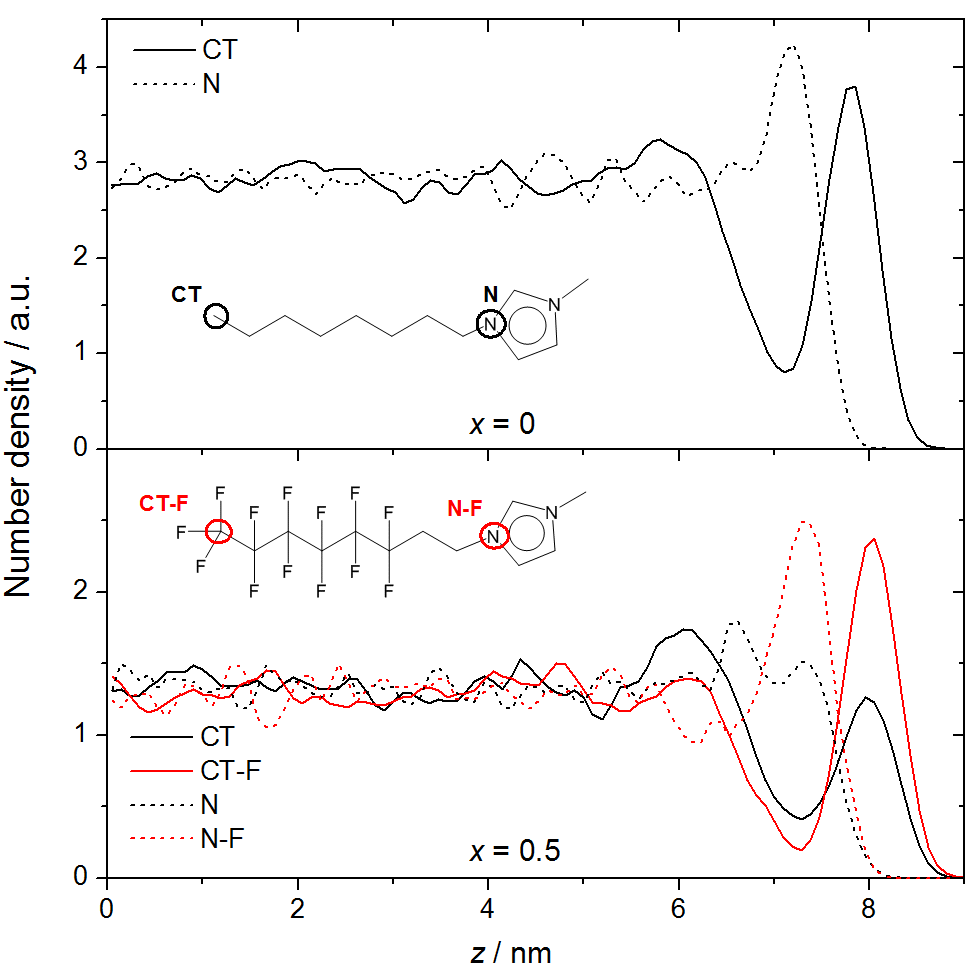 Number density / a.u.
4
3
2
1
0
CT
N
CT
N
N
N
x = 0
2
1
0
CT-F
N-F
F
F F F
F F F
F
F F F
F F F
N
N
CT
CT-F
N
N-F
x = 0.5
0 2 4 6 8
z / nm